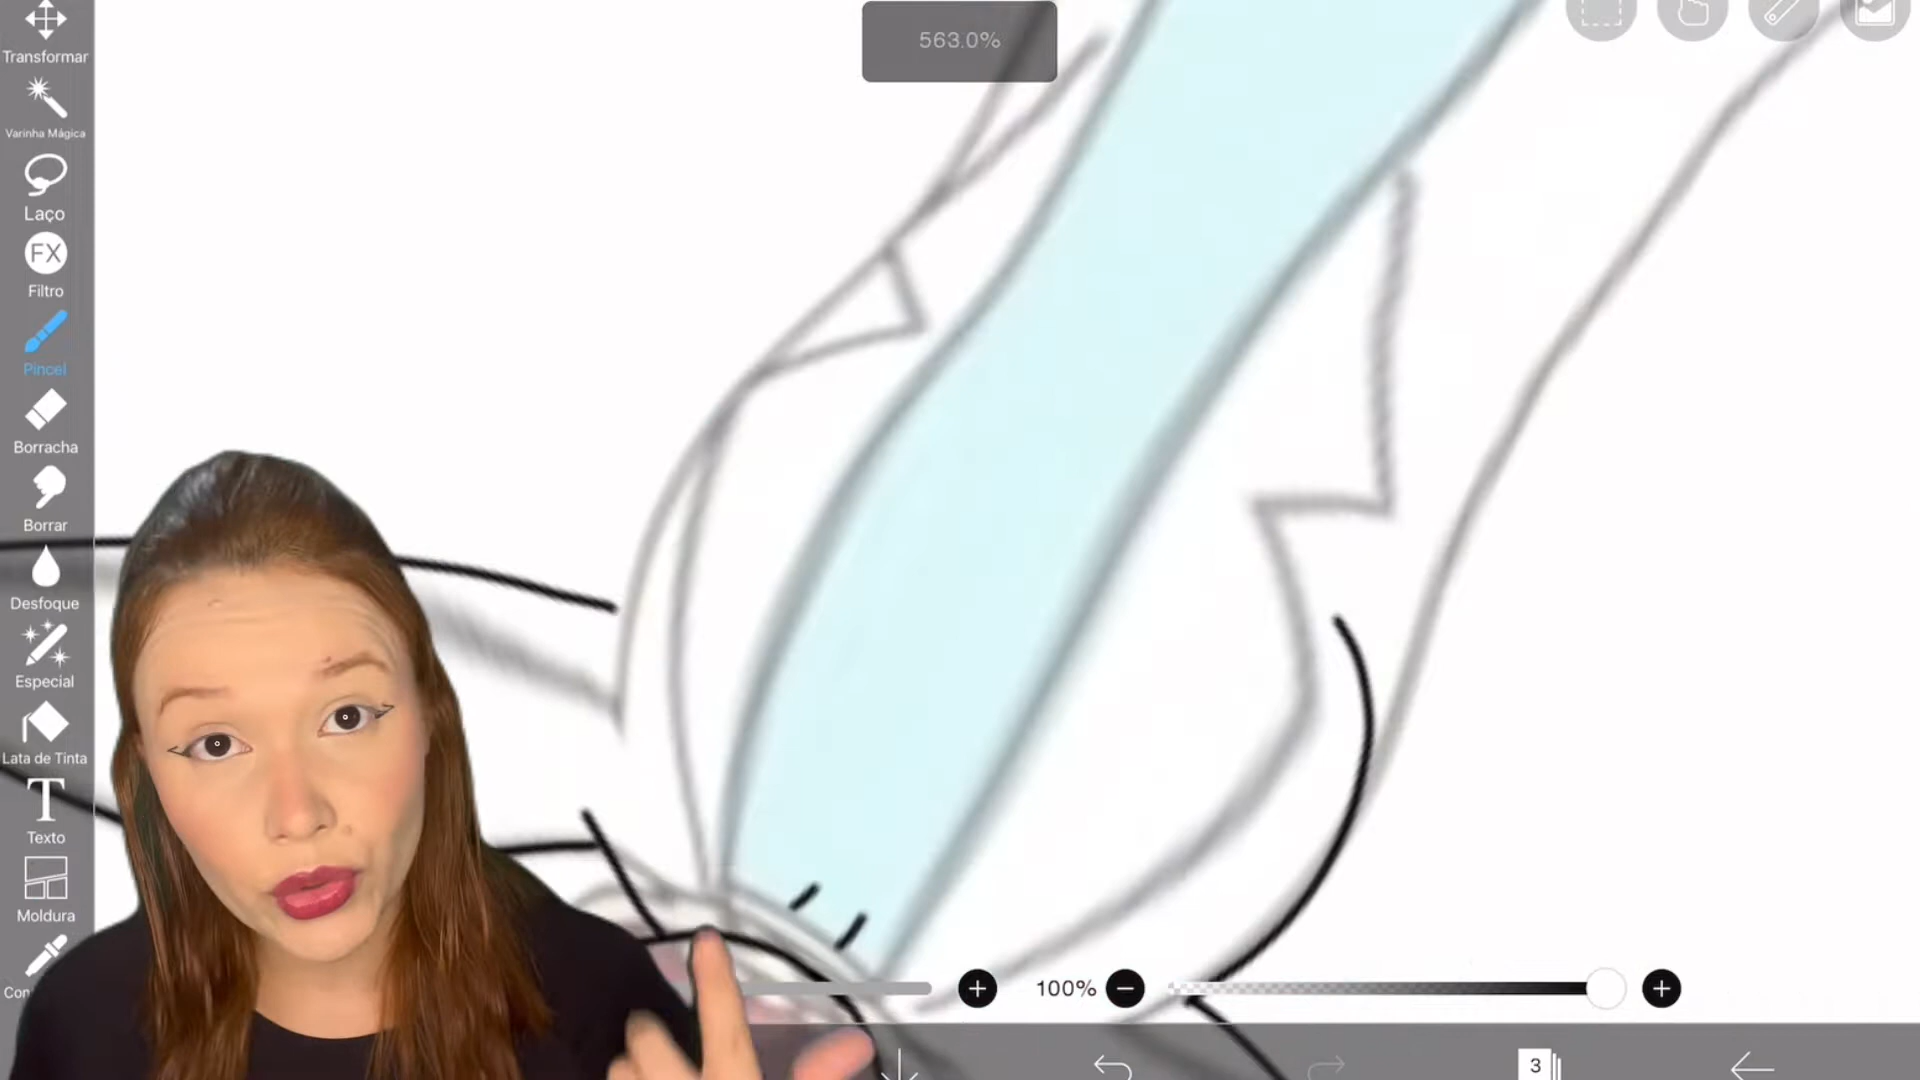 563.0%
Transformar
Varinha Mágica
Laço
FX
Filtro
Pincel
Borracha
Borrar
Desfoque
Especial
Lata de Tinta
T
Texto
Moldura
100%
3